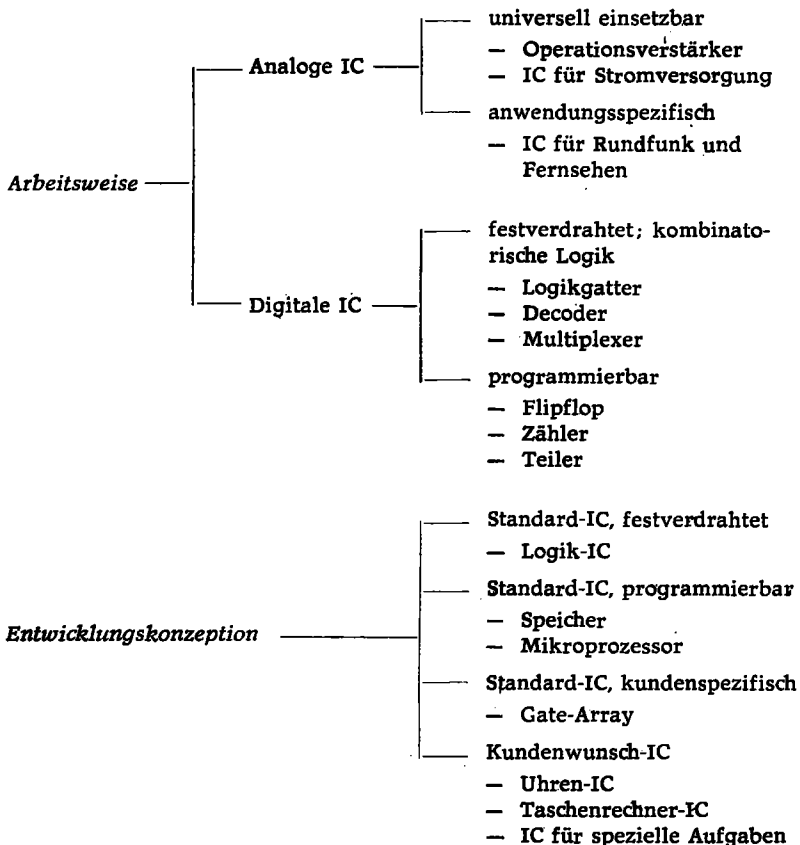 universell einsetzbar
— Operationsverstärker
Analoge IC
— IC für Stromversorgung
anwendungsspezifisch
— IC für Rundfunk und
Fernsehen
Arbeitsweise
festverdrahtet; kombinato-
rische Logik
— Logikgatter
Digitale IC
— Decoder
— Multiplexer
programmierbar
— Flipflop
— Zähler
— Teiler
Standard-IC, festverdrahtet
— Logik-IC
Standard-IC, programmierbar
— Speicher
Entwicklungskonzeption
— Mikroprozessor
Standard-IC, kundenspezifisch
— Gate-Array
Kundenwunsch-IC
— Uhren-IC
— Taschenrechner-IC
— IC für spezielle Aufgaben